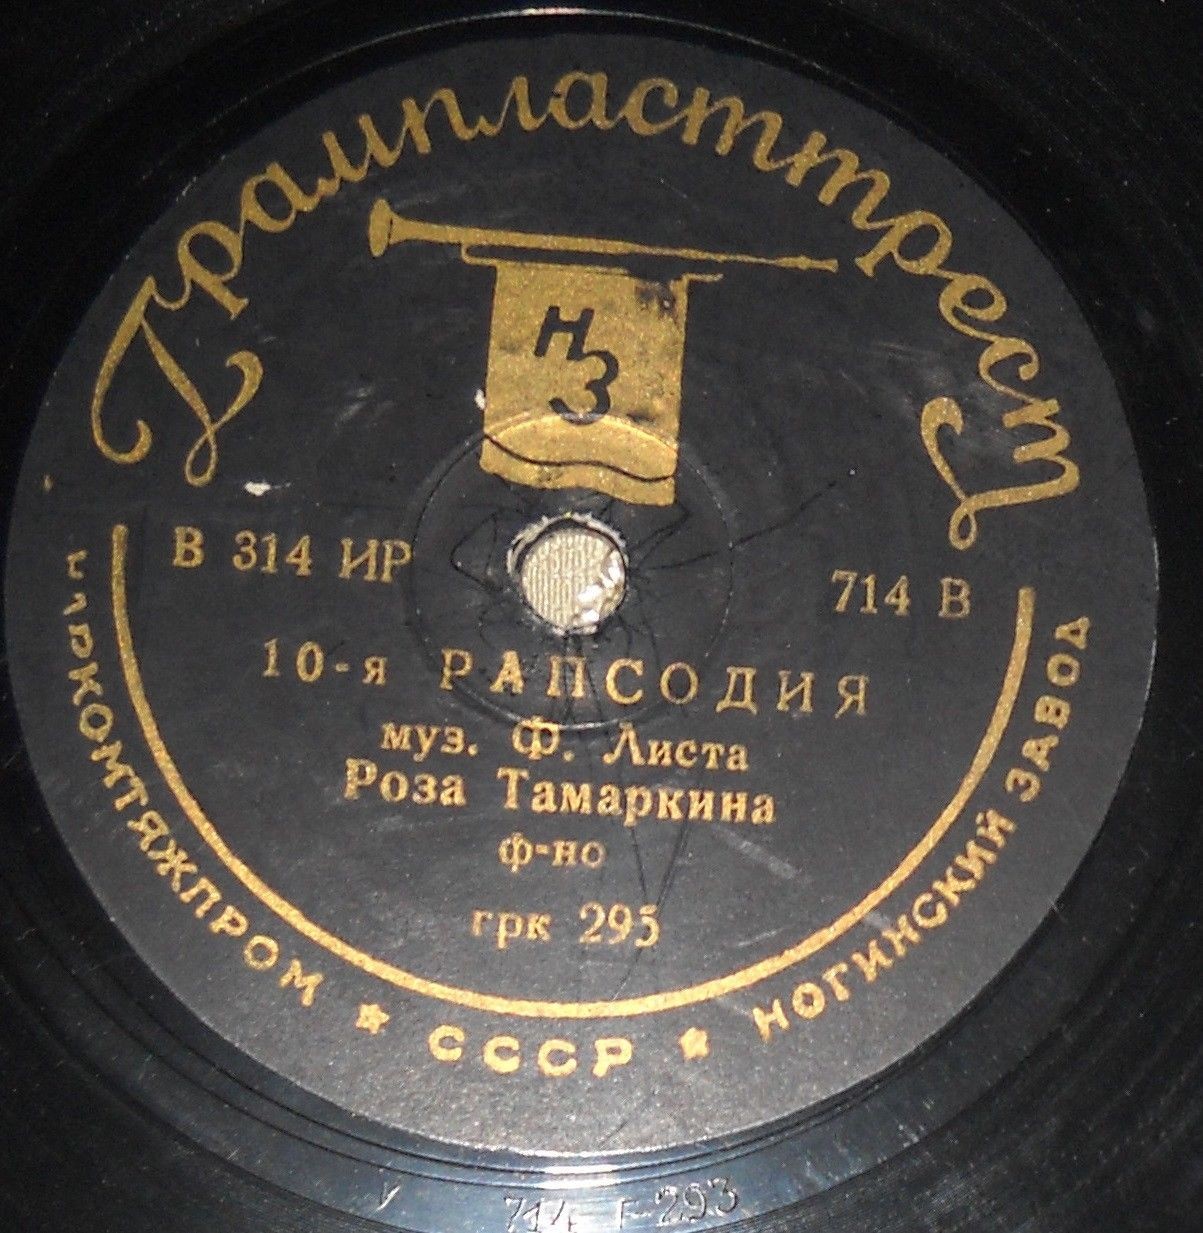 Грампласттрест
НЗ
В 314 ИР
714 В
10-я РАПСОДИЯ
муз. Ф. Листа
Роза Тамаркина
ф-но
грк 295
НАРКОМТЯЖПРОМ ★ СССР ★ НОГИНСКИЙ ЗАВОД